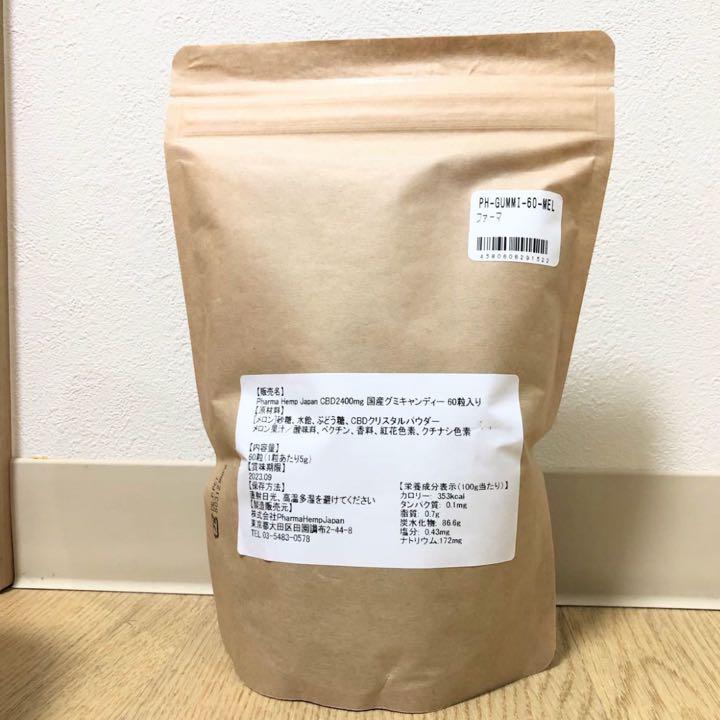 PH-GUMMI-60-MEL
ファーマ
4580606291522
【販売名】
Pharma Hemp Japan CBD2400mg 国産グミキャンディー 60粒入り
【原材料】
[メロン]砂糖、水飴、ぶどう糖、CBDクリスタルパウダー
メロン果汁/酸味料、ペクチン、香料、紅花色素、クチナシ色素
【内容量】
60粒(1粒あたり5g)
【賞味期限】
2023.09
【保存方法】
直射日光、高温多湿を避けてください
【製造販売元】
株式会社PharmaHempJapan
東京都大田区田園調布2-44-8
TEL.03-5483-0578
【栄養成分表示(100g当たり)】
カロリー: 353kcal
タンパク質: 0.1mg
脂質: 0.7g
炭水化物: 86.6g
塩分: 0.43mg
ナトリウム:172mg